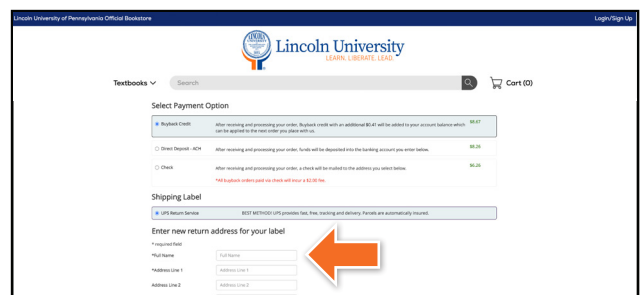 Lincoln University of Pennsylvania Official Bookstore
Login/Sign Up
LINCOLN
UNIVERSITY
Lincoln University
LEARN. LIBERATE. LEAD.
Textbooks
Search
Cart (0)
Select Payment Option
Buyback Credit
After receiving and processing your order, Buyback credit with an additional $0.41 will be added to your account balance which
can be applied to the next order you place with us.
$8.67
Direct Deposit - ACH
After receiving and processing your order, funds will be deposited into the banking account you enter below.
$8.26
Check
After receiving and processing your order, a check will be mailed to the address you select below.
$6.26
*All buyback orders paid via check will incur a $2.00 fee.
Shipping Label
UPS Return Service
BEST METHOD! UPS provides fast, free, tracking and delivery. Parcels are automatically insured.
Enter new return address for your label
* required field
*Full Name
Full Name
*Address Line 1
Address Line 1
Address Line 2
Address Line 2